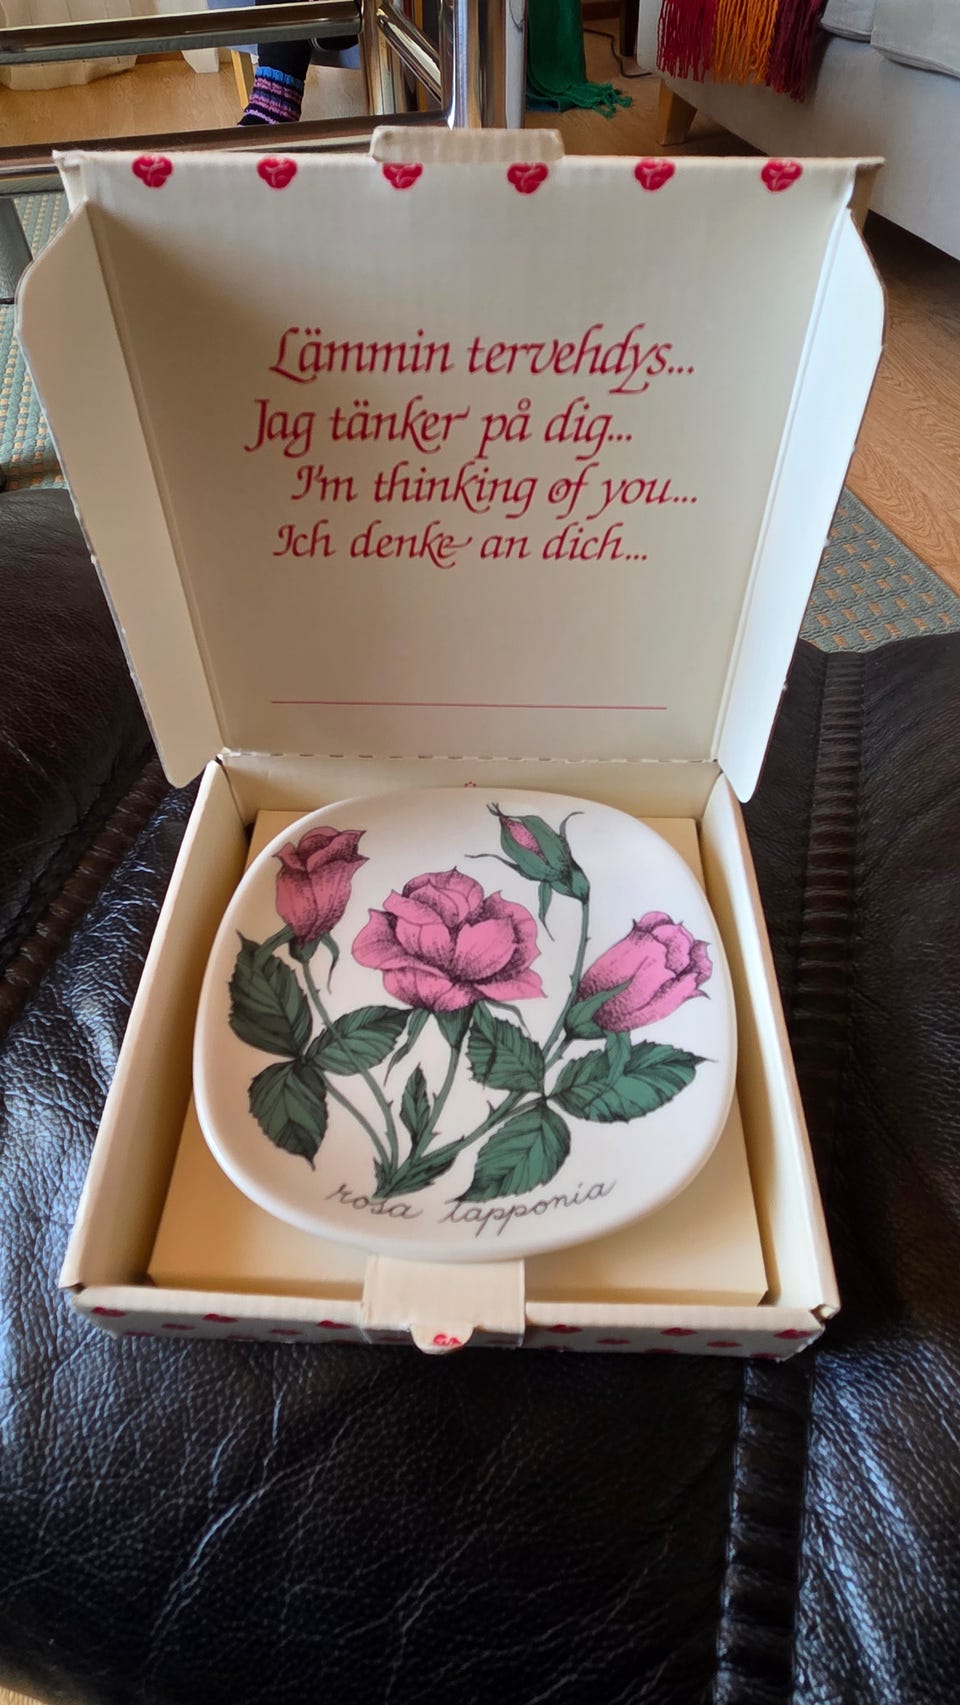 Lämmin tervehdys...
Jag tänker på dig...
I'm thinking of you...
Ich denke an dich...
rosa lapponia